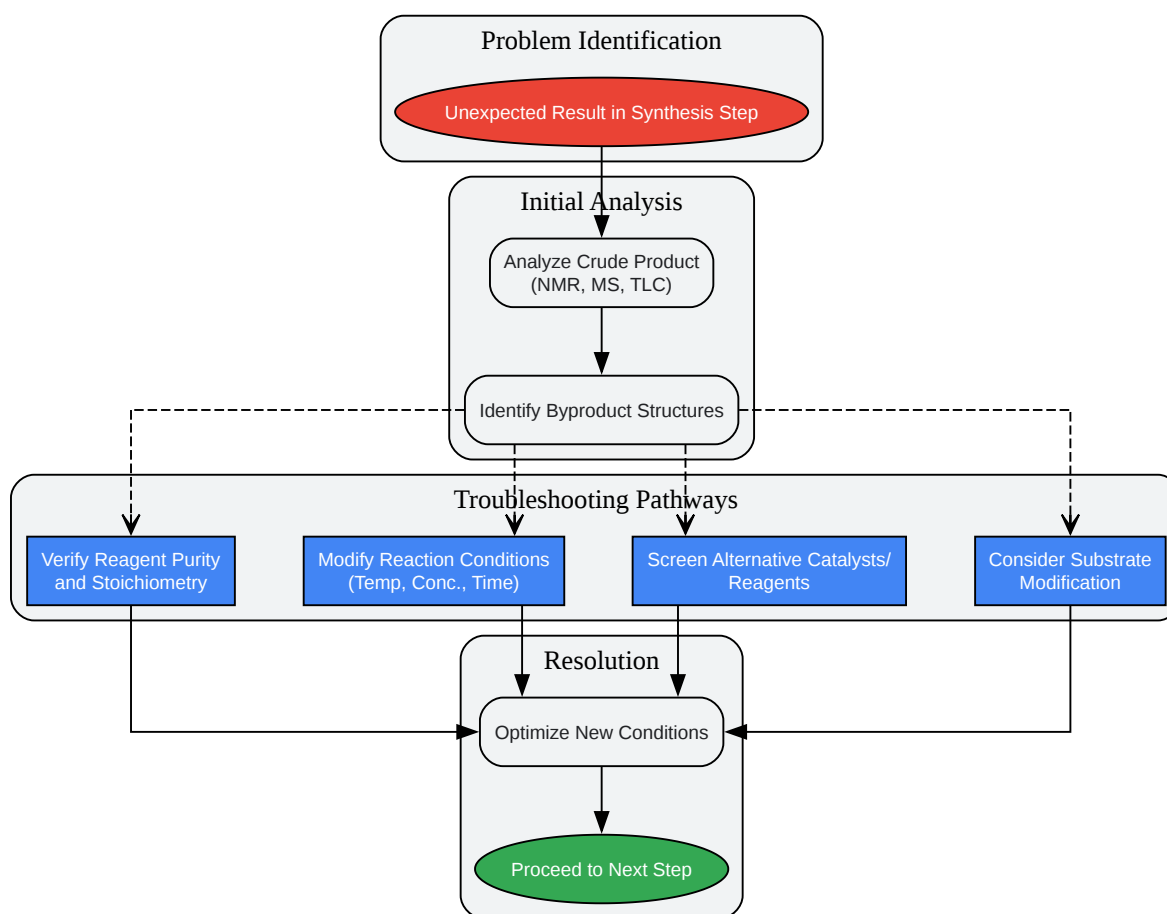 Problem Identification
Unexpected Result in Synthesis Step
Initial Analysis
Analyze Crude Product
(NMR, MS, TLC)
Identify Byproduct Structures
Troubleshooting Pathways
Verify Reagent Purity
and Stoichiometry
Modify Reaction Conditions
(Temp, Conc., Time)
Screen Alternative Catalysts/
Reagents
Consider Substrate
Modification
Resolution
Optimize New Conditions
Proceed to Next Step